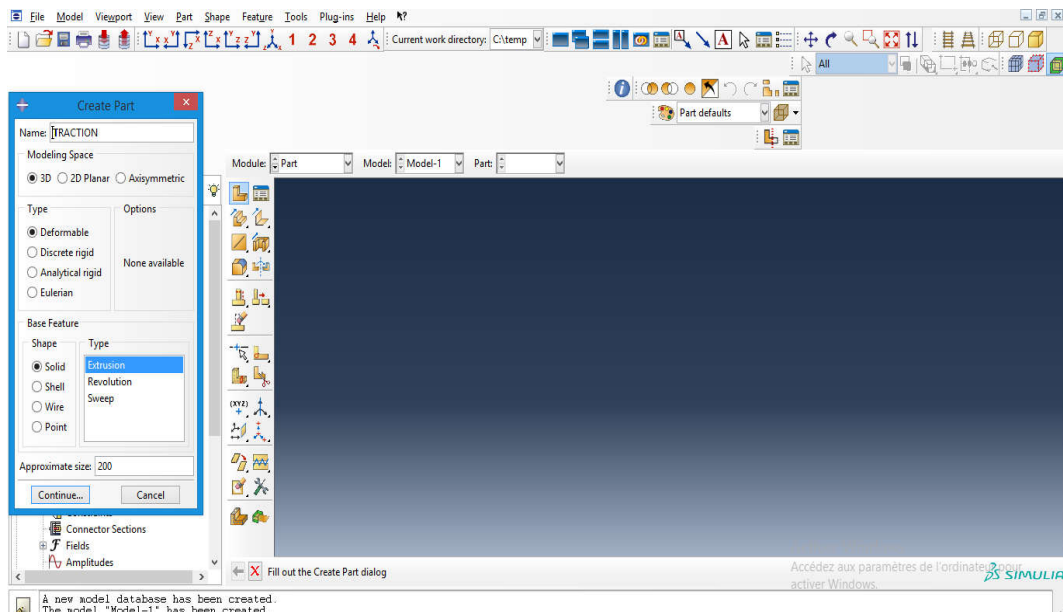 File Model Viewport View Part Shape Feature Tools Plug-ins Help
1 2 3 4 Current work directory: C:\temp
All
Create Part
Part defaults
Name: TRACTION
Modeling Space
3D 2D Planar Axisymmetric
Module: Part Model: Model-1 Part:
Type Options
Deformable
Discrete rigid
None available
Analytical rigid
Eulerian
Base Feature
Shape Type
Solid Extrusion
Shell Revolution
Wire Sweep
Point
Approximate size: 200
Continue... Cancel
Connector Sections
Fields
Amplitudes
Fill out the Create Part dialog
Accédez aux paramètres de l'ordinateur pour
activer Windows.
SIMULIA
A new model database has been created.
The model "Model-1" has been created.